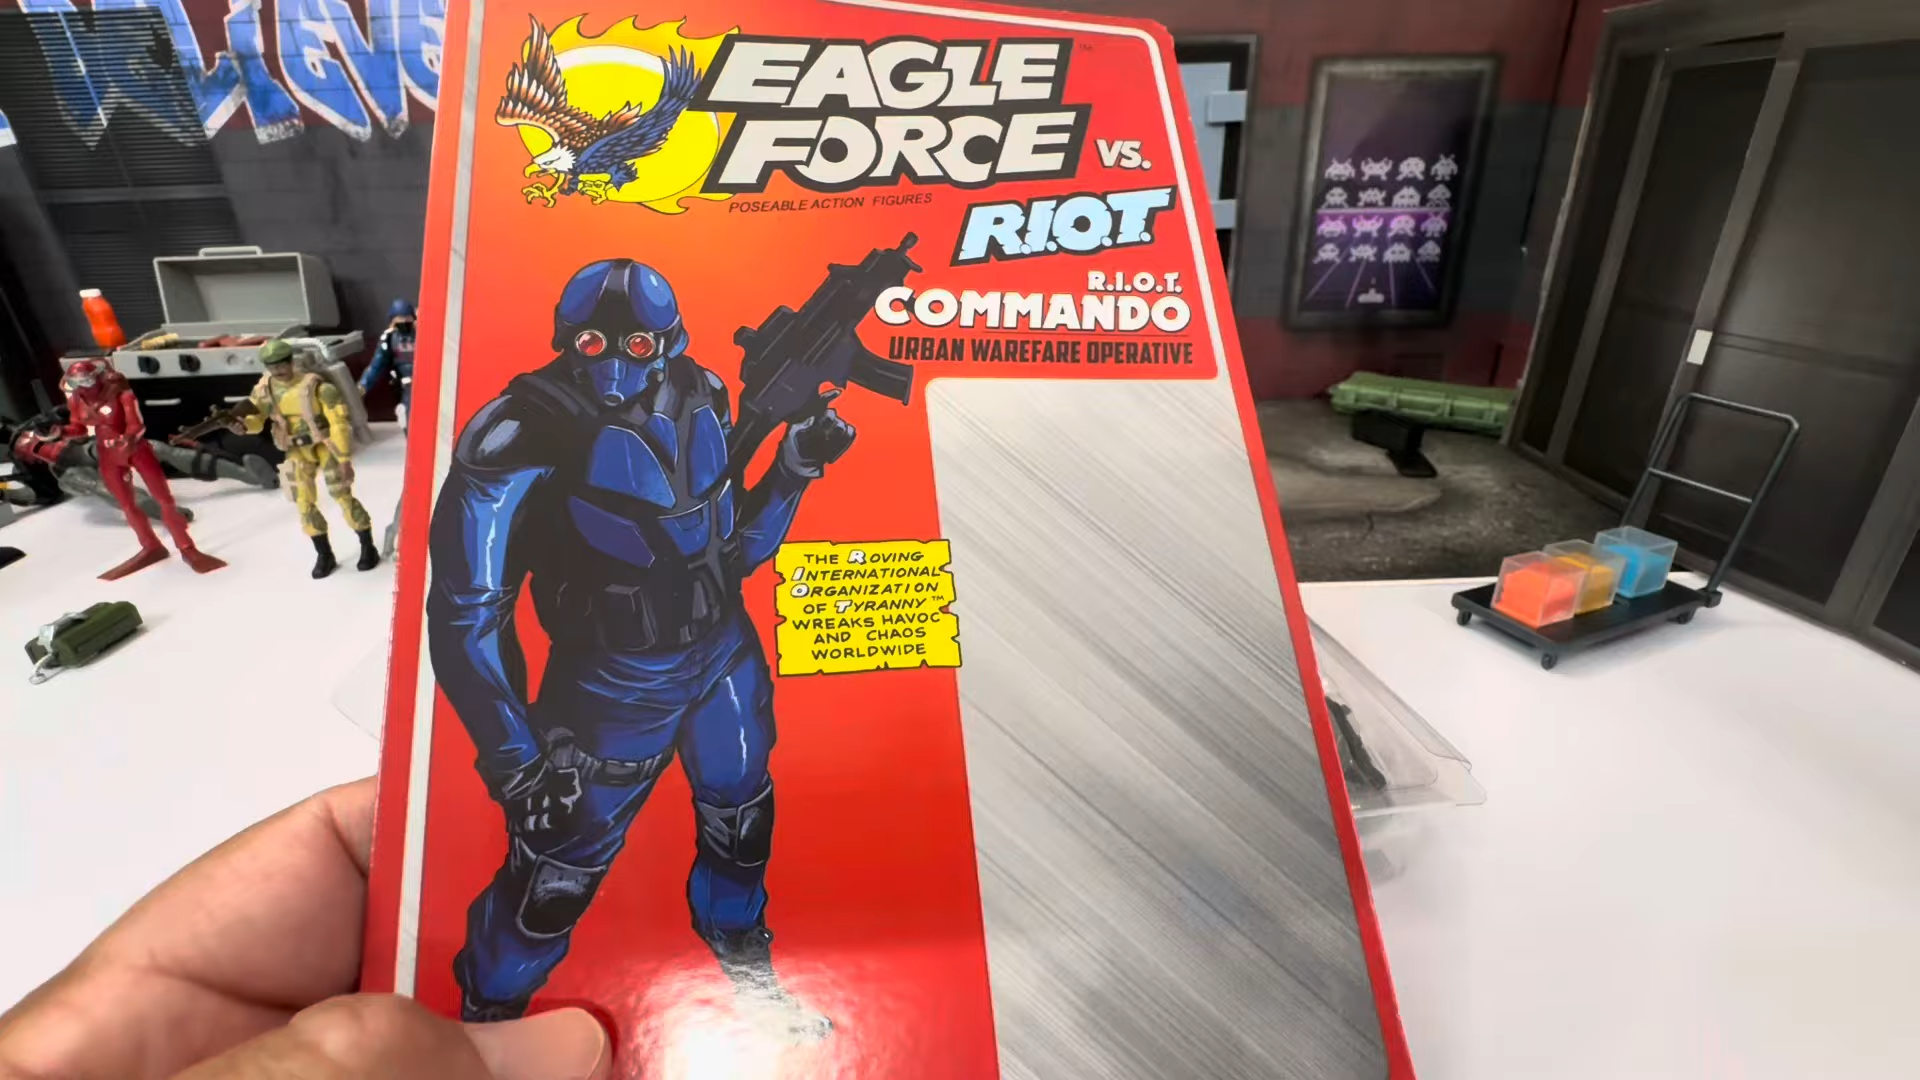 EAGLE
FORCE VS.
POSEABLE ACTION FIGURES
R.I.O.T.
R.I.O.T.
COMMANDO
URBAN WAREFARE OPERATIVE
THE ROVING
INTERNATIONAL
ORGANIZATION
OF TYRANNY™
WREAKS HAVOC
AND CHAOS
WORLDWIDE